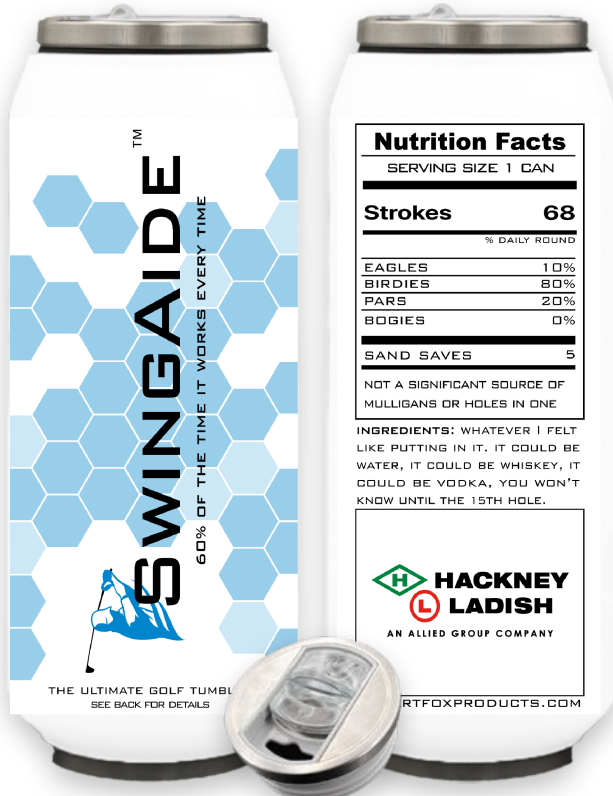 SWINGAIDE™
60% OF THE TIME IT WORKS EVERY TIME
THE ULTIMATE GOLF
SEE BACK FOR DETAILS
Nutrition Facts
SERVING SIZE 1 CAN
Strokes 68
% DAILY ROUND
EAGLES 10%
BIRDIES 80%
PARS 20%
BOGIES 0%
SAND SAVES 5
NOT A SIGNIFICANT SOURCE OF
MULLIGANS OR HOLES IN ONE
INGREDIENTS: WHATEVER I FELT
LIKE PUTTING IN IT. IT COULD BE
WATER, IT COULD BE WHISKEY, IT
COULD BE VODKA, YOU WON'T
KNOW UNTIL THE 15TH HOLE.
H HACKNEY
L LADISH
AN ALLIED GROUP COMPANY
RTFOXPRODUCTS.COM